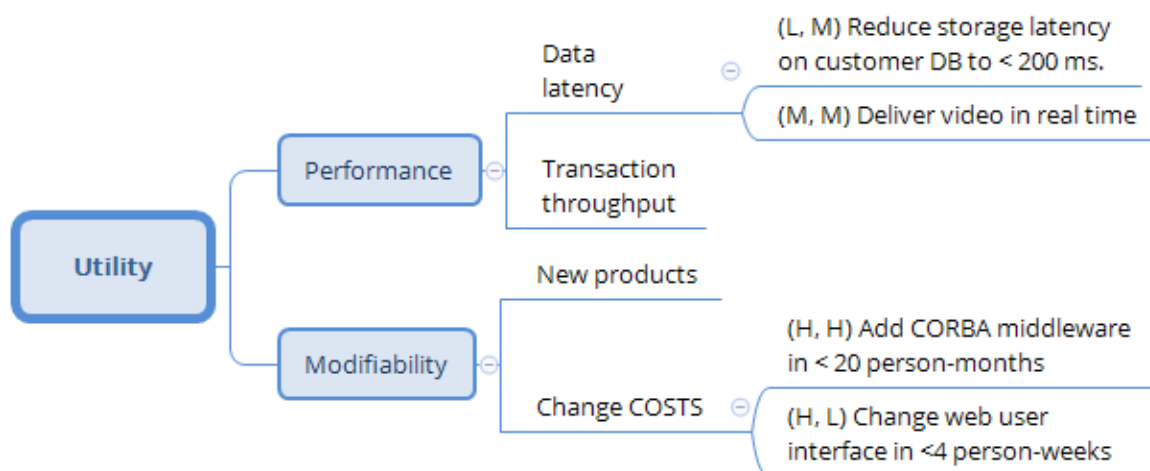 Utility
Performance
Data
latency
(L, M) Reduce storage latency
on customer DB to < 200 ms.
(M, M) Deliver video in real time
Transaction
throughput
Modifiability
New products
Change COSTS
(H, H) Add CORBA middleware
in < 20 person-months
(H, L) Change web user
interface in <4 person-weeks